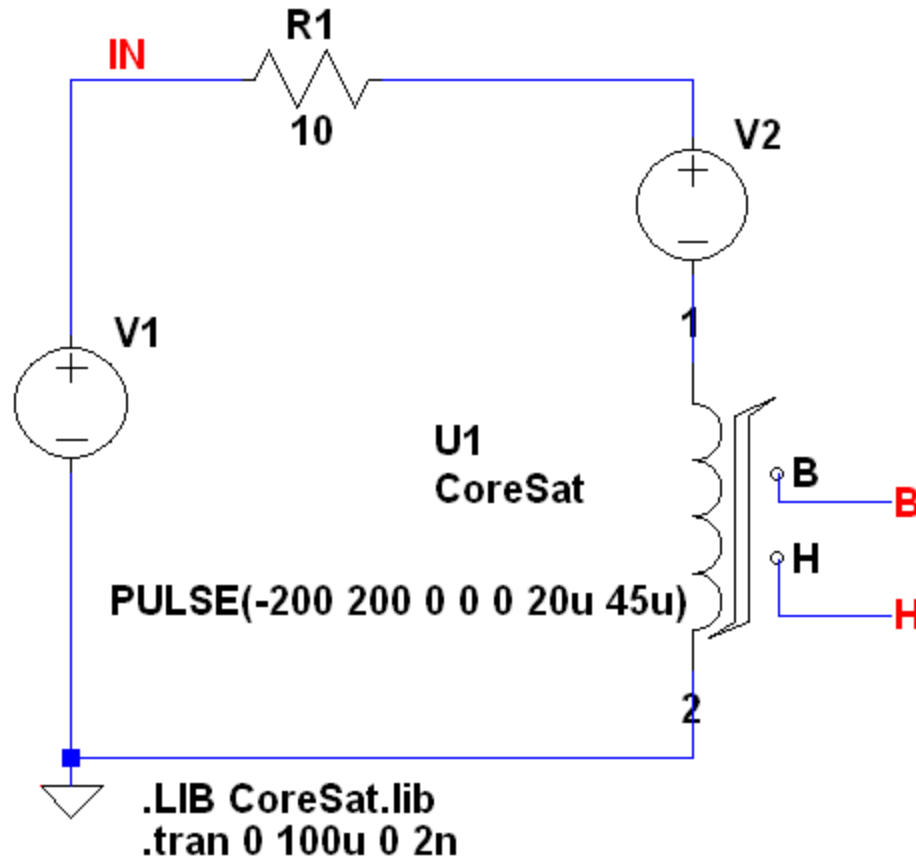 R1
IN
10
V2
1
V1
U1
CoreSat
B
B
H
PULSE(-200 200 0 0 0 20u 45u)
H
2
.LIB CoreSat.lib
.tran 0 100u 0 2n